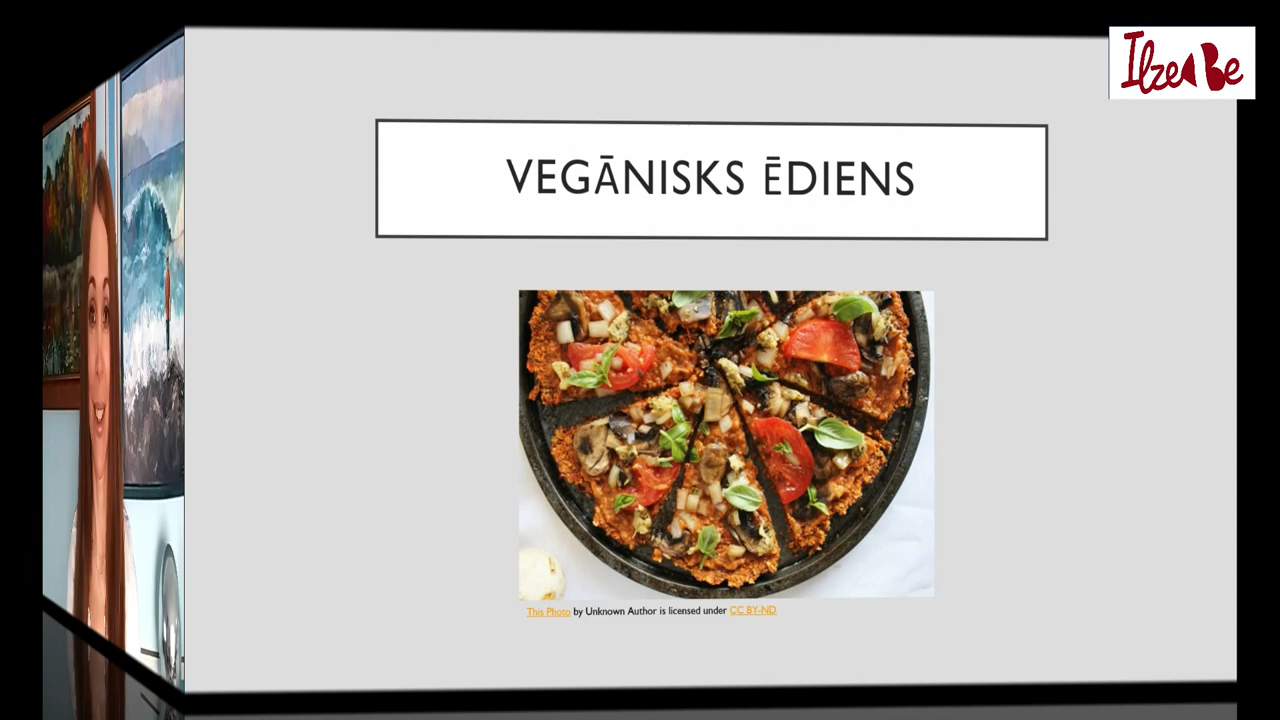 Ilze Be
VEGĀNISKS ĒDIENS
This Photo by Unknown Author is licensed under CC BY-ND